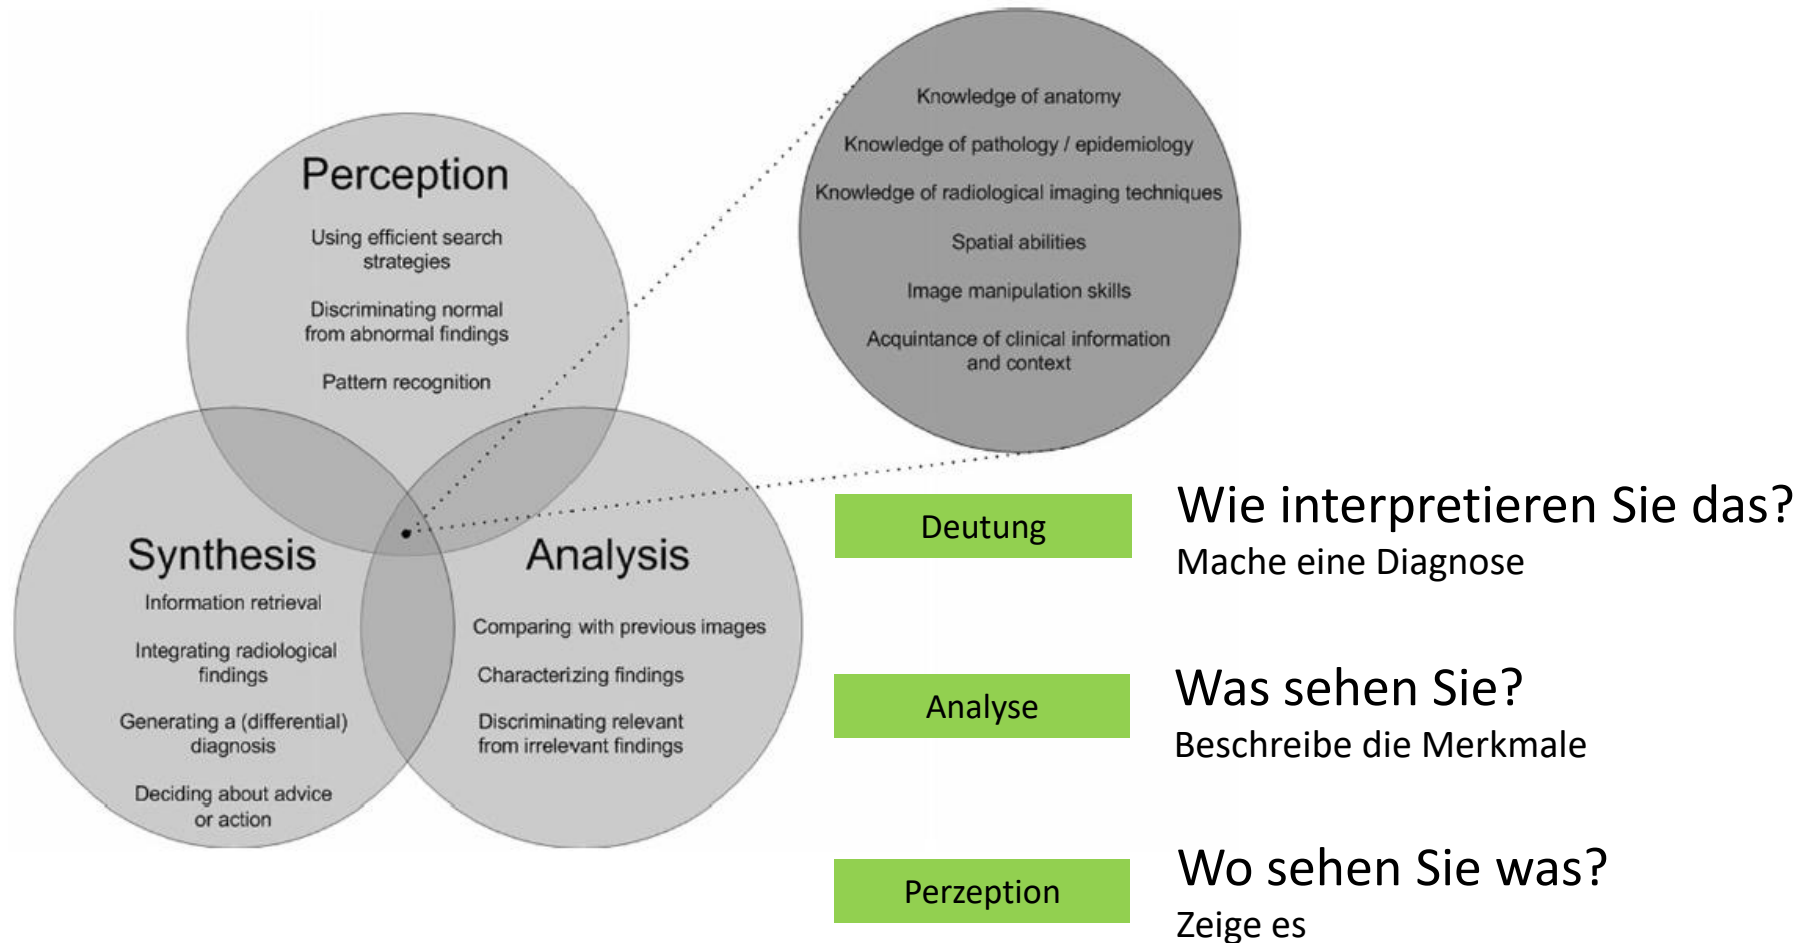 Perception
Using efficient search
strategies
Discriminating normal
from abnormal findings
Pattern recognition
Synthesis
Information retrieval
Integrating radiological
findings
Generating a (differential)
diagnosis
Deciding about advice
or action
Analysis
Comparing with previous images
Characterizing findings
Discriminating relevant
from irrelevant findings
Knowledge of anatomy
Knowledge of pathology / epidemiology
Knowledge of radiological imaging techniques
Spatial abilities
Image manipulation skills
Acquintance of clinical information
and context
Deutung
Wie interpretieren Sie das?
Mache eine Diagnose
Analyse
Was sehen Sie?
Beschreibe die Merkmale
Perzeption
Wo sehen Sie was?
Zeige es